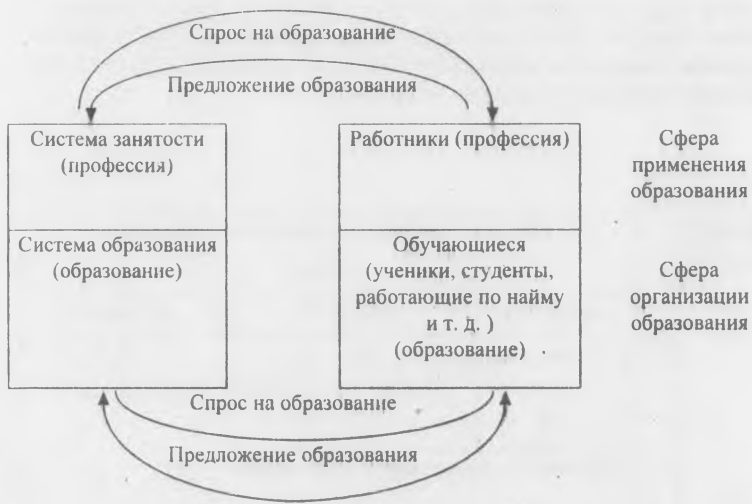 Спрос на образование
Предложение образования
Система занятости
(профессия)
Работники (профессия)
Сфера
применения
образования
Система образования
(образование)
Обучающиеся
(ученики, студенты,
работающие по найму
и т. д. )
(образование)
Сфера
организации
образования
Спрос на образование
Предложение образования